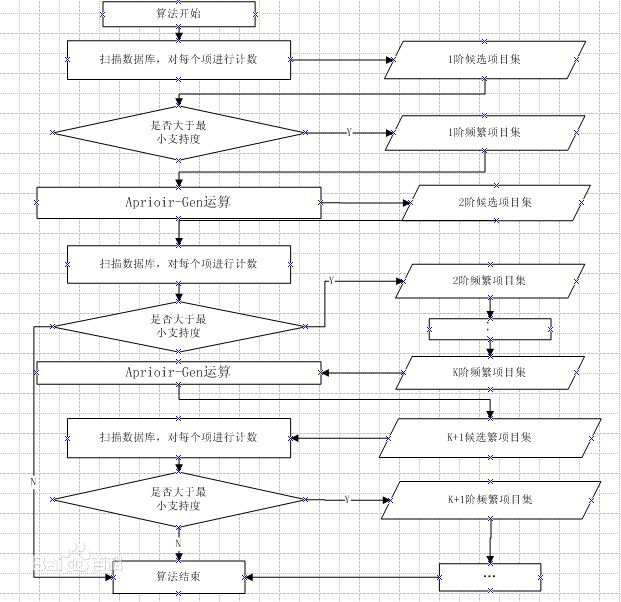 算法开始
扫描数据库，对每个项进行计数
1阶候选项目集
是否大于最
小支持度
Y
1阶频繁项目集
Aprioir-Gen运算
2阶候选项目集
扫描数据库，对每个项进行计数
Y
2阶频繁项目集
是否大于最
小支持度
:
Aprioir-Gen运算
K阶频繁项目集
扫描数据库，对每个项进行计数
K+1候选繁项目集
N
是否大于最
小支持度
Y
K+1阶频繁项目集
N
Baidu百科
算法结束
…